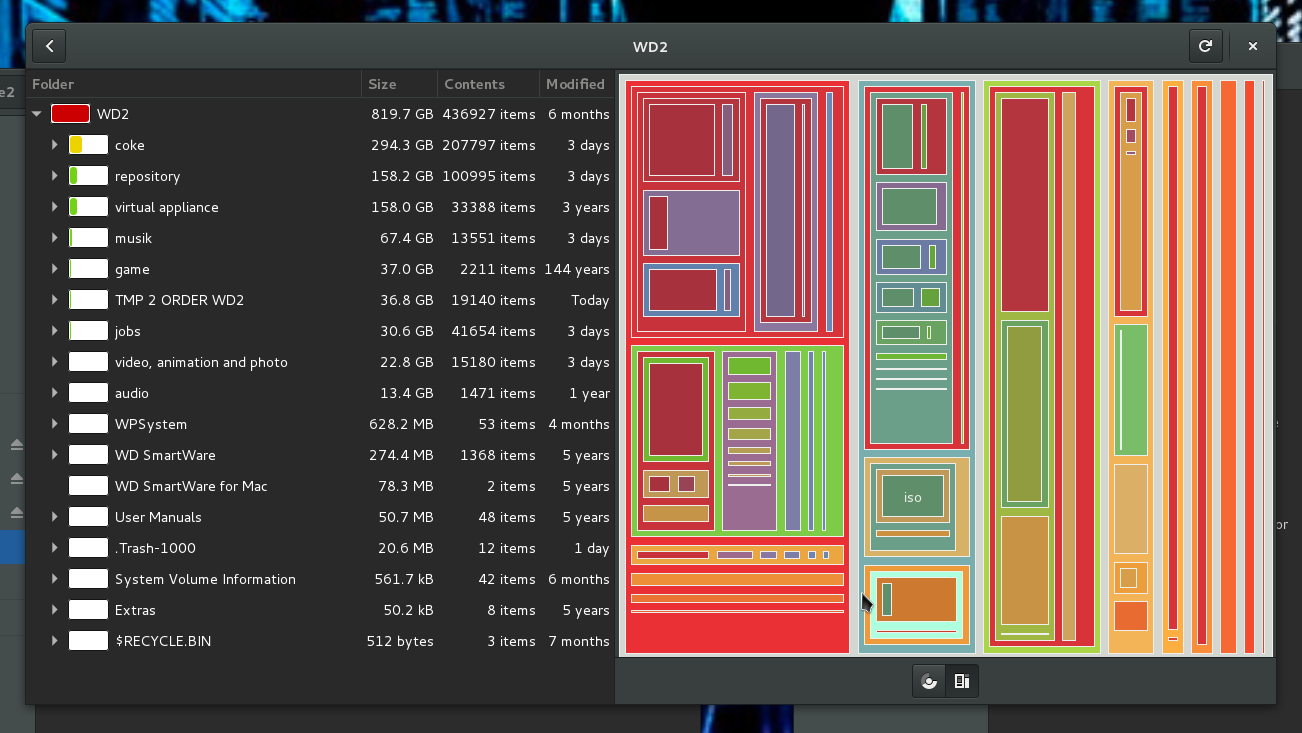 WD2
Folder Size Contents Modified
WD2 819.7 GB 436927 items 6 months
coke 294.3 GB 207797 items 3 days
repository 158.2 GB 100995 items 3 days
virtual appliance 158.0 GB 33388 items 3 years
musik 67.4 GB 13551 items 3 days
game 37.0 GB 2211 items 144 years
TMP 2 ORDER WD2 36.8 GB 19140 items Today
jobs 30.6 GB 41654 items 3 days
video, animation and photo 22.8 GB 15180 items 3 days
audio 13.4 GB 1471 items 1 year
WPSystem 628.2 MB 53 items 4 months
WD SmartWare 274.4 MB 1368 items 5 years
WD SmartWare for Mac 78.3 MB 2 items 5 years
User Manuals 50.7 MB 48 items 5 years
.Trash-1000 20.6 MB 12 items 1 day
System Volume Information 561.7 kB 42 items 6 months
Extras 50.2 kB 8 items 5 years
$RECYCLE.BIN 512 bytes 3 items 7 months
iso